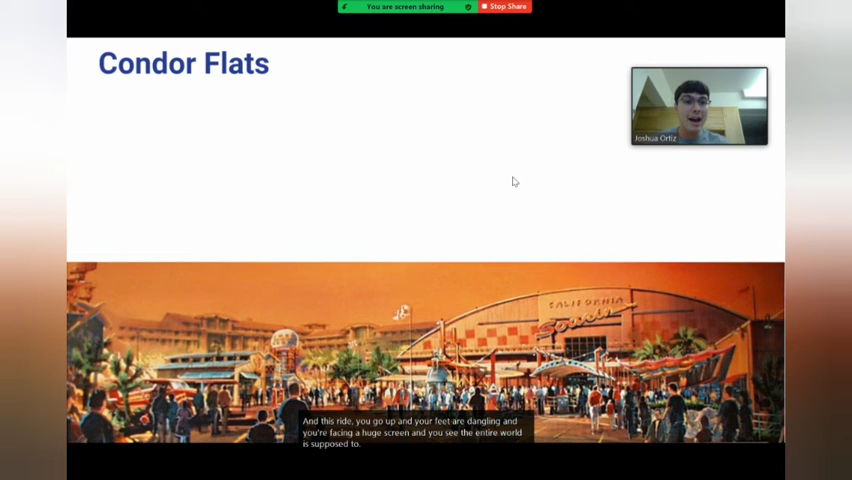 You are screen sharing
Stop Share
Condor Flats
Joshua Ortiz
CALIFORNIA
Soarin'
And this ride, you go up and your feet are dangling and
you're facing a huge screen and you see the entire world
is supposed to.